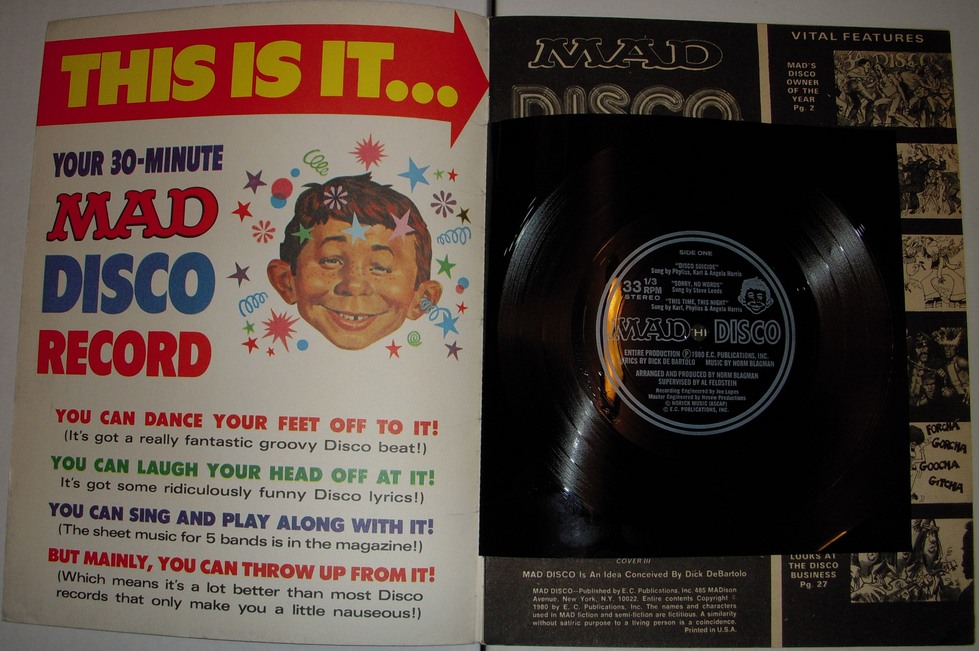 THIS IS IT...
YOUR 30-MINUTE
MAD
DISCO
RECORD
YOU CAN DANCE YOUR FEET OFF TO IT!
(It's got a really fantastic groovy Disco beat!)
YOU CAN LAUGH YOUR HEAD OFF AT IT!
It's got some ridiculously funny Disco lyrics!)
YOU CAN SING AND PLAY ALONG WITH IT!
(The sheet music for 5 bands is in the magazine!)
BUT MAINLY, YOU CAN THROW UP FROM IT!
(Which means it's a lot better than most Disco
records that only make you a little nauseous!)
MAD
DISCO
SIDE ONE
"DISCO SUICIDE"
Song by Phyliss, Karl & Angela Harris
"SORRY, NO WORDS"
Song by Steve Leeds
"THIS TIME, THIS NIGHT"
Song by Karl, Phyliss & Angela Harris
33 1/3
RPM
STEREO
MAD HI DISCO
ENTIRE PRODUCTION Ⓟ 1980 E.C. PUBLICATIONS, INC.
LYRICS BY DICK DE BARTOLO MUSIC BY NORM BLAGMAN
ARRANGED AND PRODUCED BY NORM BLAGMAN
SUPERVISED BY AL FELDSTEIN
Recording Engineered by Joe Lopes
Master Engineered by
© NORICK MUSIC (ASCAP)
© E.C. PUBLICATIONS, INC.
VITAL FEATURES
MAD'S
DISCO
OWNER
OF THE
YEAR
Pg. 2
FORCHA
GORCHA
GOOCHA
GITCHA
LOOKS AT
THE DISCO
BUSINESS
Pg. 27
COVER III
MAD DISCO Is An Idea Conceived By Dick DeBartolo
MAD DISCO—Published by E.C. Publications, Inc. 485 MADison
Avenue, New York, N.Y. 10022. Entire contents Copyright ©
1980 by E. C. Publications, Inc. The names and characters
used in MAD fiction and semi-fiction are fictitious. A similarity
without satiric purpose to a living person is a coincidence.
Printed in U.S.A.